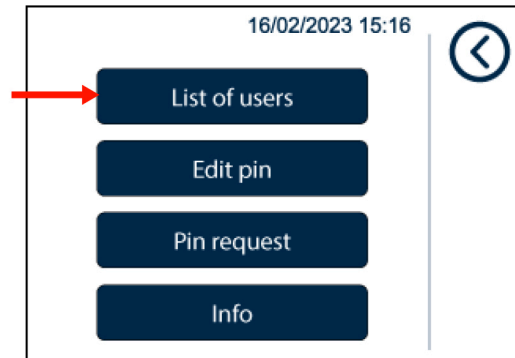 16/02/2023 15:16
List of users
Edit pin
Pin request
Info